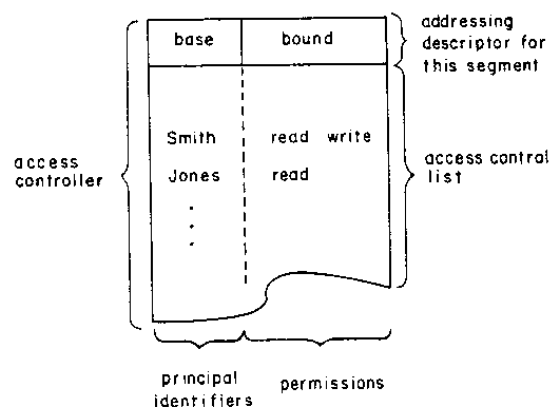 base bound
addressing
descriptor for
this segment
Smith read write
Jones read
access
controller
access control
list
principal
identifiers
permissions